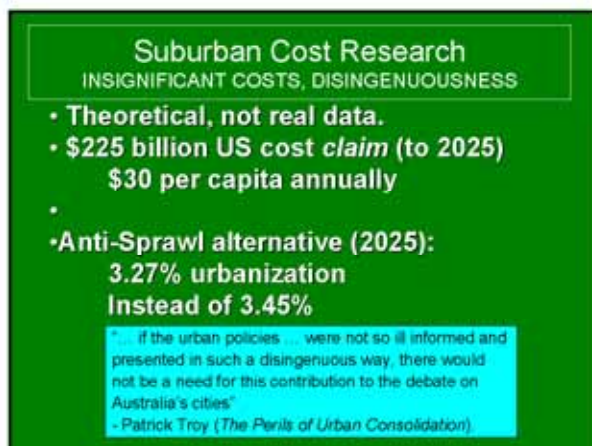 Suburban Cost Research
INSIGNIFICANT COSTS, DISINGENUOUSNESS
• Theoretical, not real data.
• $225 billion US cost claim (to 2025)
$30 per capita annually
•
•Anti-Sprawl alternative (2025):
3.27% urbanization
Instead of 3.45%
"... if the urban policies ... were not so ill informed and
presented in such a disingenuous way, there would
not be a need for this contribution to the debate on
Australia's cities"
- Patrick Troy (The Perils of Urban Consolidation).